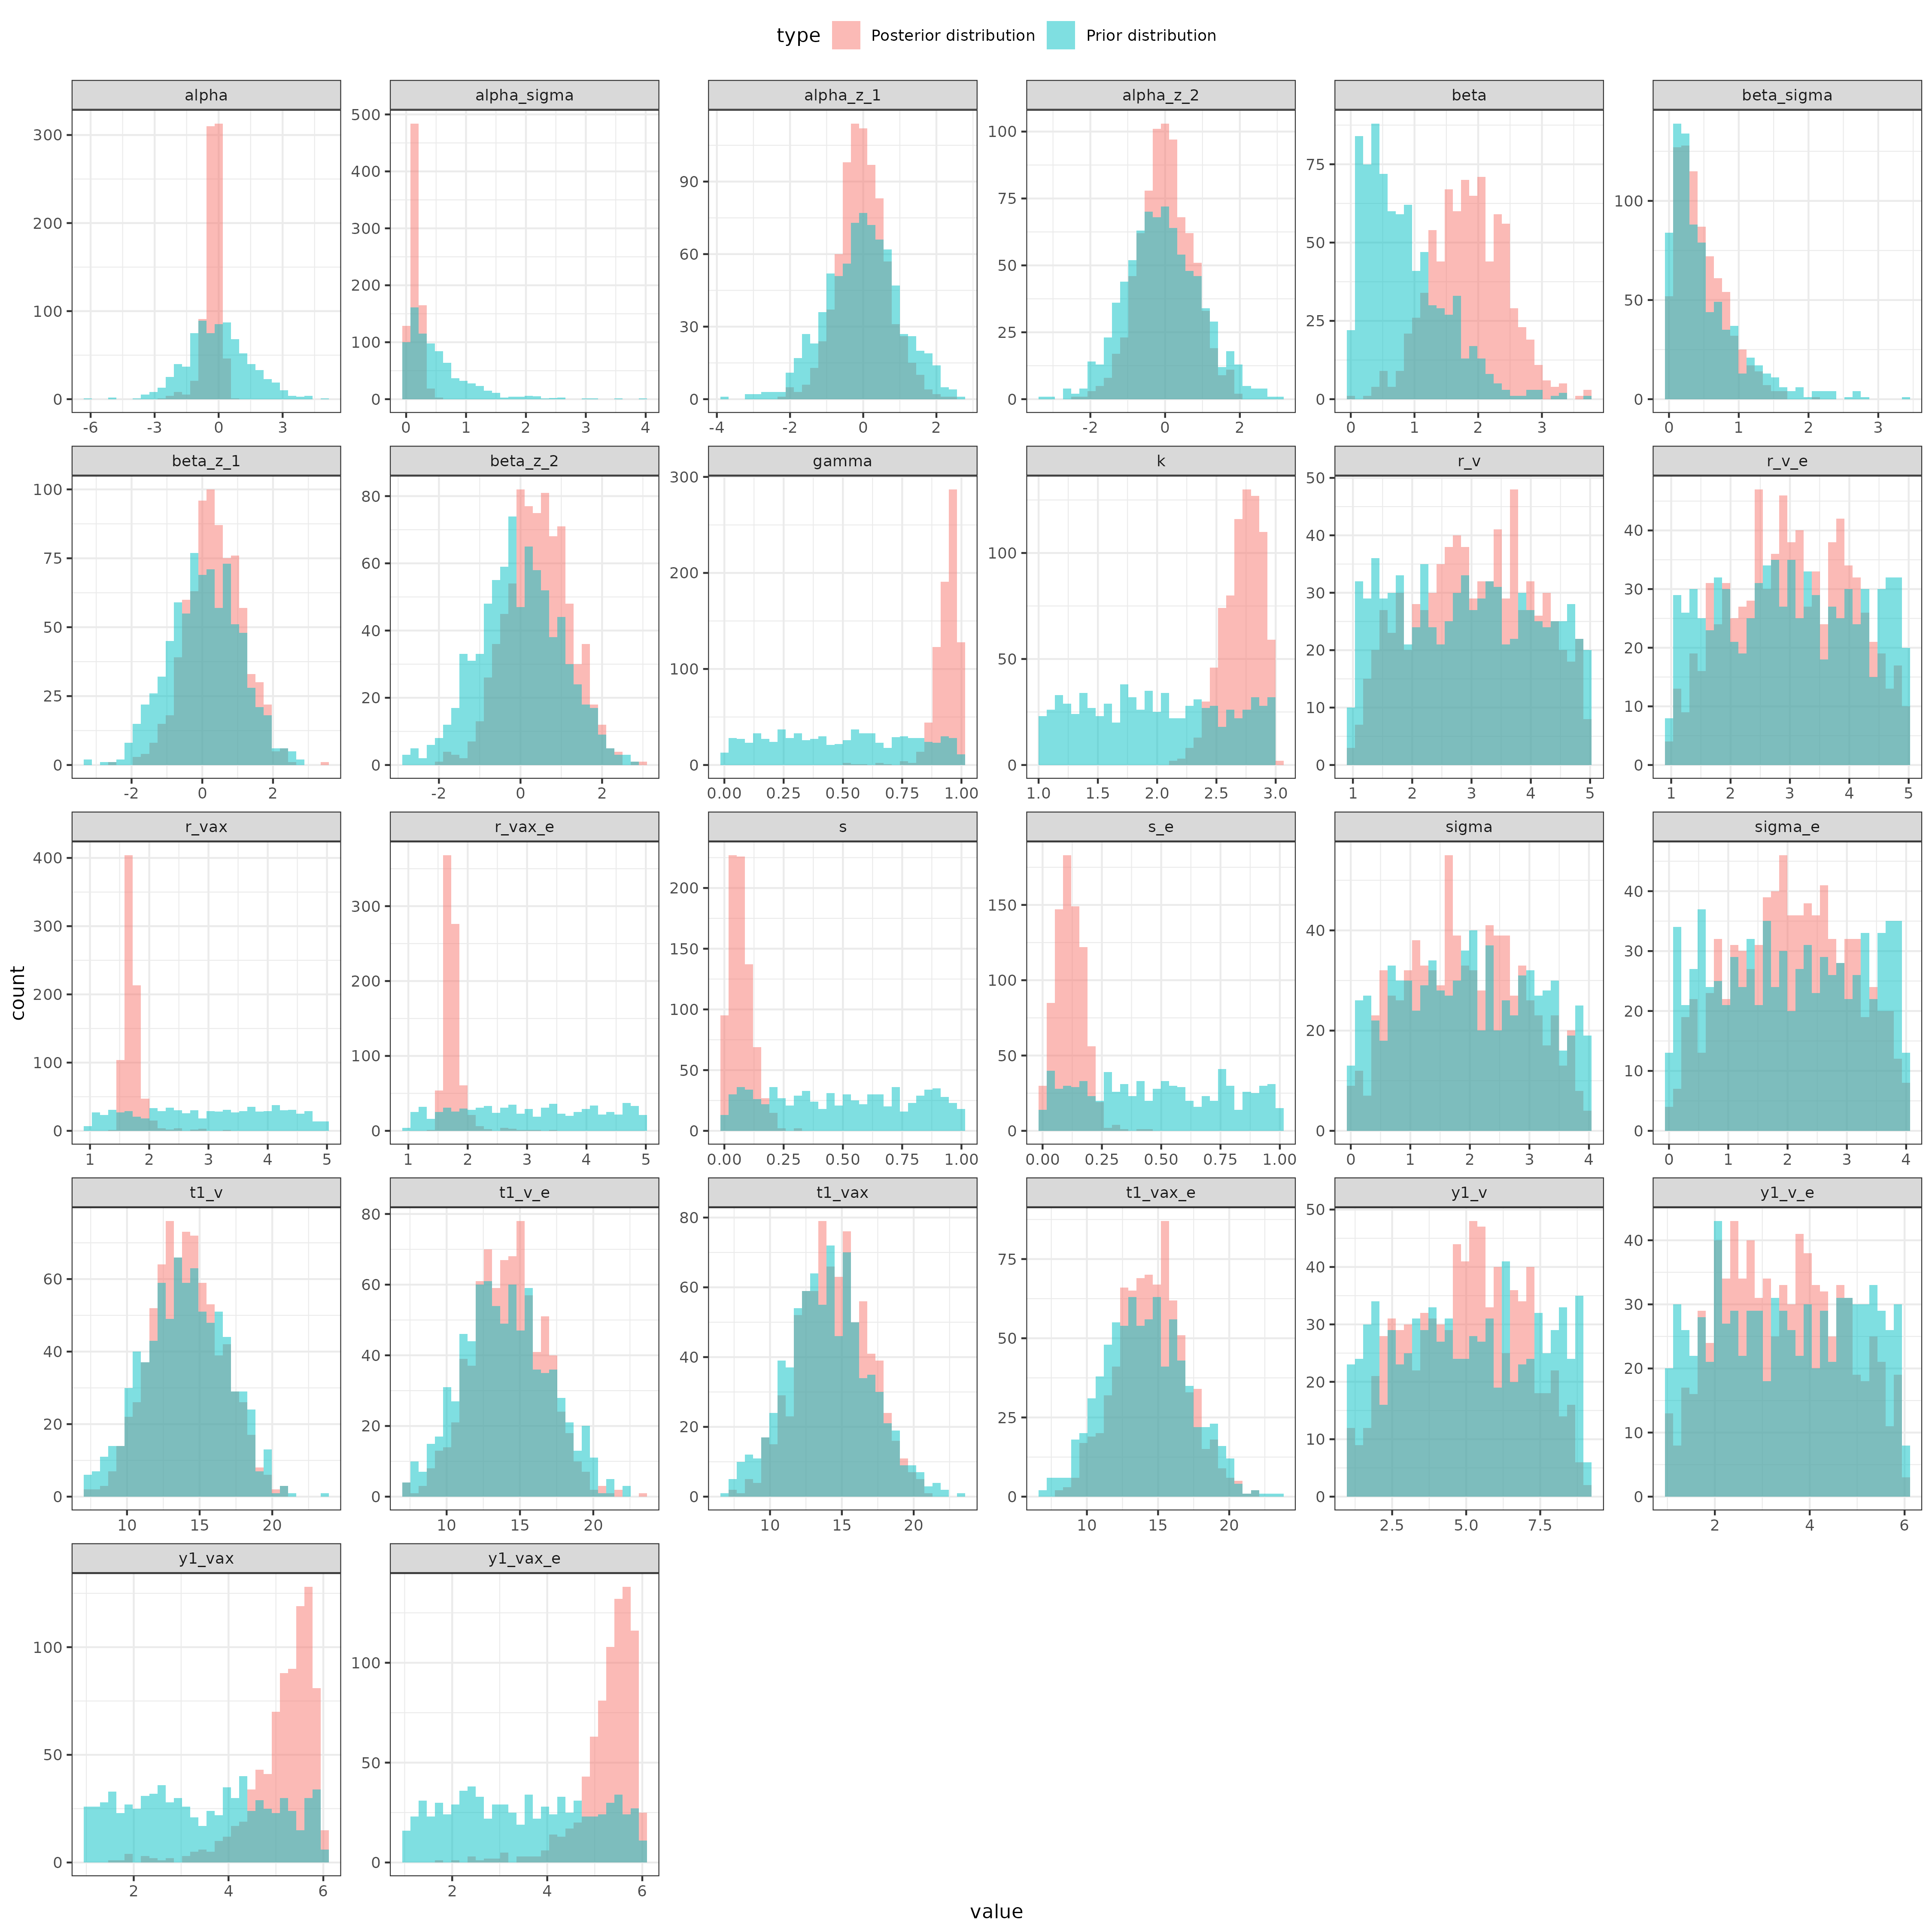 type Posterior distribution Prior distribution
alpha alpha_sigma alpha_z_1 alpha_z_2 beta beta_sigma
300 200 100 0
500 400 300 200 100 0
90 60 30 0
100 75 50 25 0
75 50 25 0
100 50 0
-6 -3 0 3
0 1 2 3 4
-4 -2 0 2
-2 0 2
0 1 2 3
0 1 2 3
beta_z_1 beta_z_2 gamma k r_v r_v_e
100 75 50 25 0
80 60 40 20 0
300 200 100 0
100 50 0
50 40 30 20 10 0
40 30 20 10 0
-2 0 2
-2 0 2
0.00 0.25 0.50 0.75 1.00
1.0 1.5 2.0 2.5 3.0
1 2 3 4 5
1 2 3 4 5
r_vax r_vax_e s s_e sigma sigma_e
400 300 200 100 0
300 200 100 0
200 150 100 50 0
150 100 50 0
40 20 0
40 30 20 10 0
1 2 3 4 5
1 2 3 4 5
0.00 0.25 0.50 0.75 1.00
0.00 0.25 0.50 0.75 1.00
0 1 2 3 4
0 1 2 3 4
t1_v t1_v_e t1_vax t1_vax_e y1_v y1_v_e
60 40 20 0
80 60 40 20 0
80 60 40 20 0
75 50 25 0
50 40 30 20 10 0
40 30 20 10 0
10 15 20
10 15 20
10 15 20
10 15 20
2.5 5.0 7.5
2 4 6
y1_vax y1_vax_e
100 50 0
100 50 0
2 4 6
2 4 6
count
value